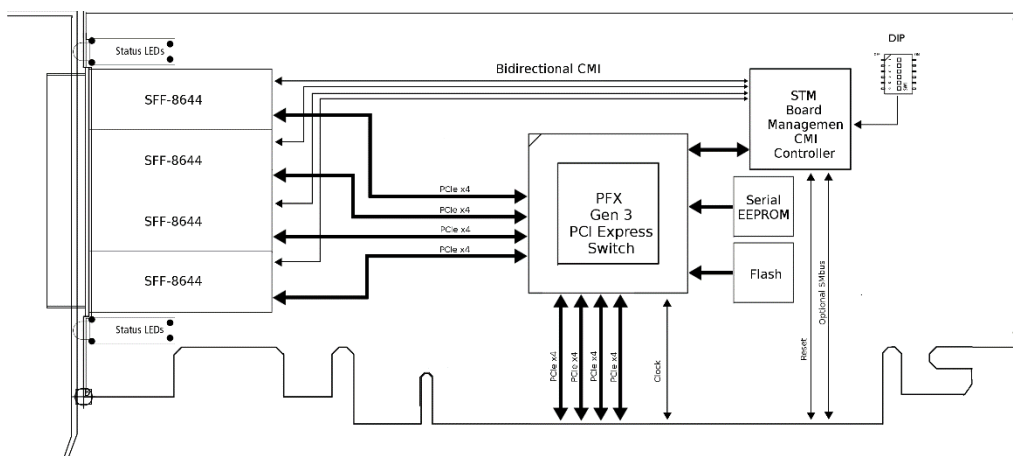 Status LEDs
DIP
Bidirectional CMI
SFF-8644
STM
Board
Managemen
CMI
Controller
SFF-8644
PCIe x4
PFX
Gen 3
PCI Express
Switch
Serial
EEPROM
PCIe x4
SFF-8644
PCIe x4
PCIe x4
Flash
SFF-8644
Status LEDs
PCIe x4
PCIe x4
PCIe x4
PCIe x4
Clock
Reset
Optional SMbus